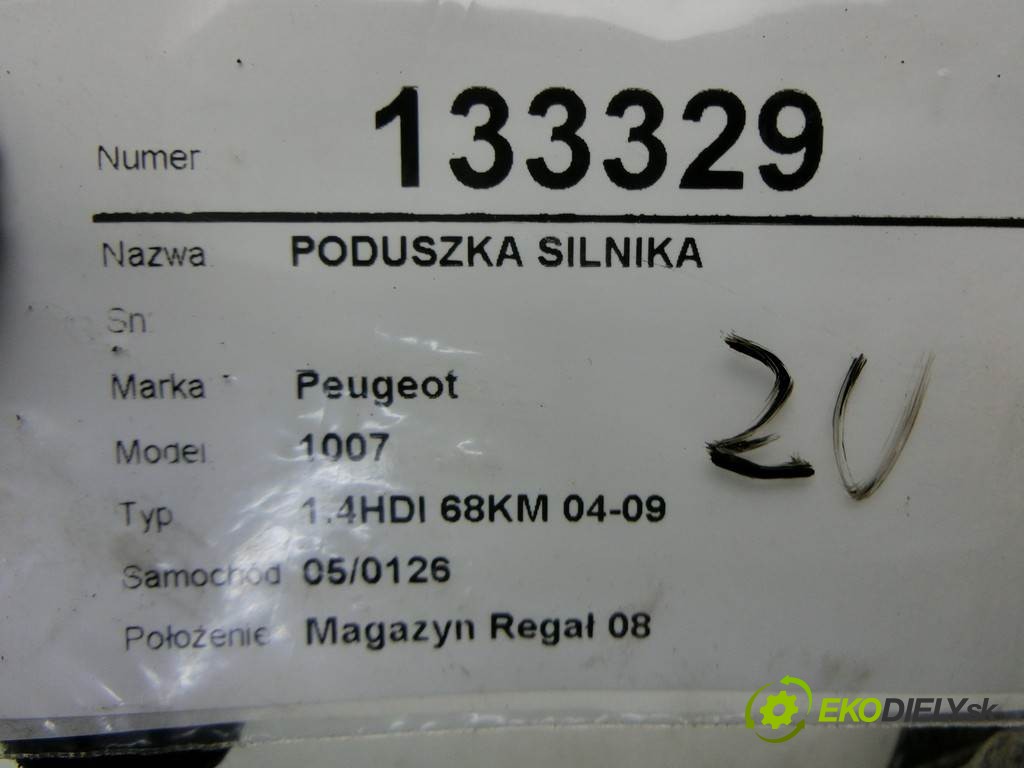 Numer 133329
Nazwa PODUSZKA SILNIKA
Sn:
Marka Peugeot
Model 1007
Typ 1.4HDI 68KM 04-09
Samochód 05/0126
Położenie Magazyn Regał 08
ZU
EKODIELY.sk